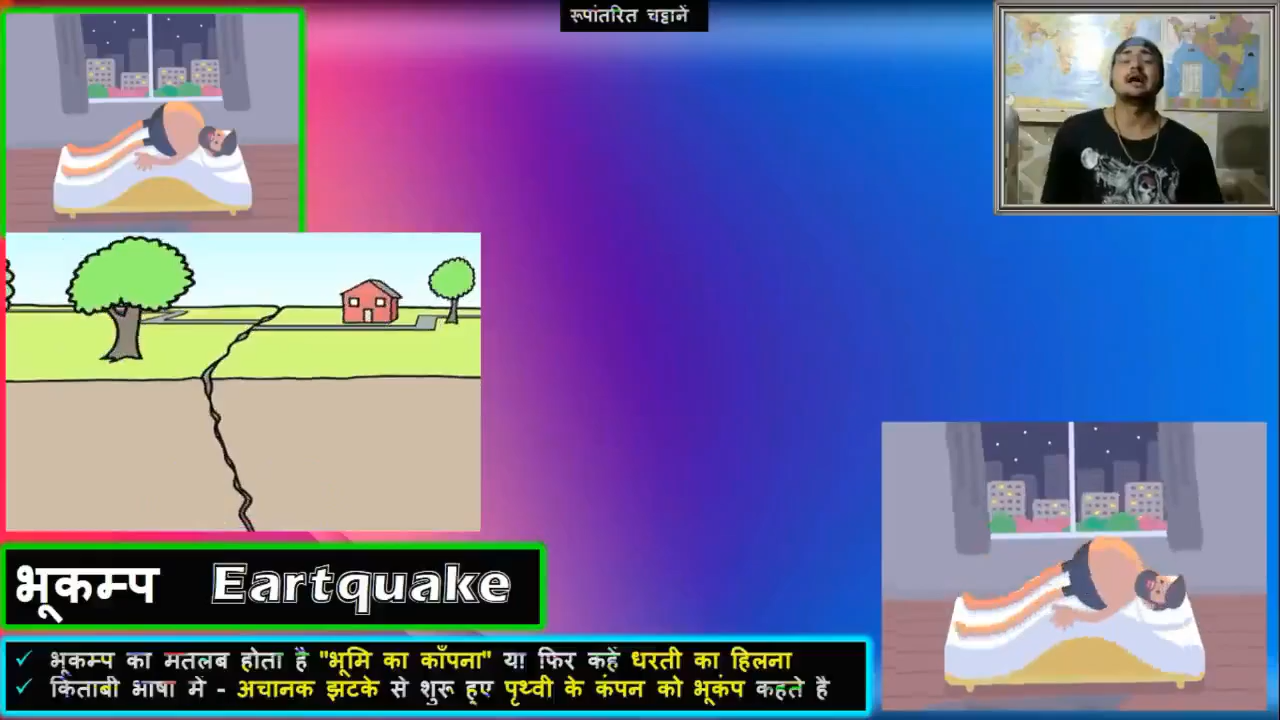 रूपांतरित चट्टानें
भूकम्प Eartquake
✓ भूकम्प का मतलब होता है "भूमि का काँपना" या फिर कहें धरती का हिलना
✓ किताबी भाषा में - अचानक झटके से शुरू हुए पृथ्वी के कंपन को भूकंप कहते है